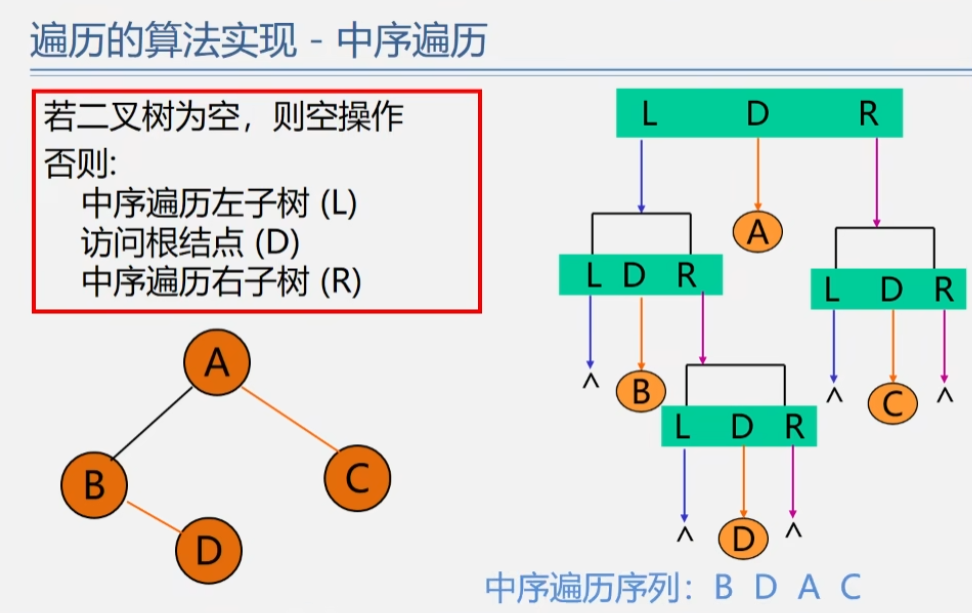 遍历的算法实现 - 中序遍历
若二叉树为空，则空操作
否则:
中序遍历左子树 (L)
访问根结点 (D)
中序遍历右子树 (R)
A
B
C
D
L D R
A
L D R
L D R
^
B
^
C
^
L D R
^
D
^
中序遍历序列：B D A C